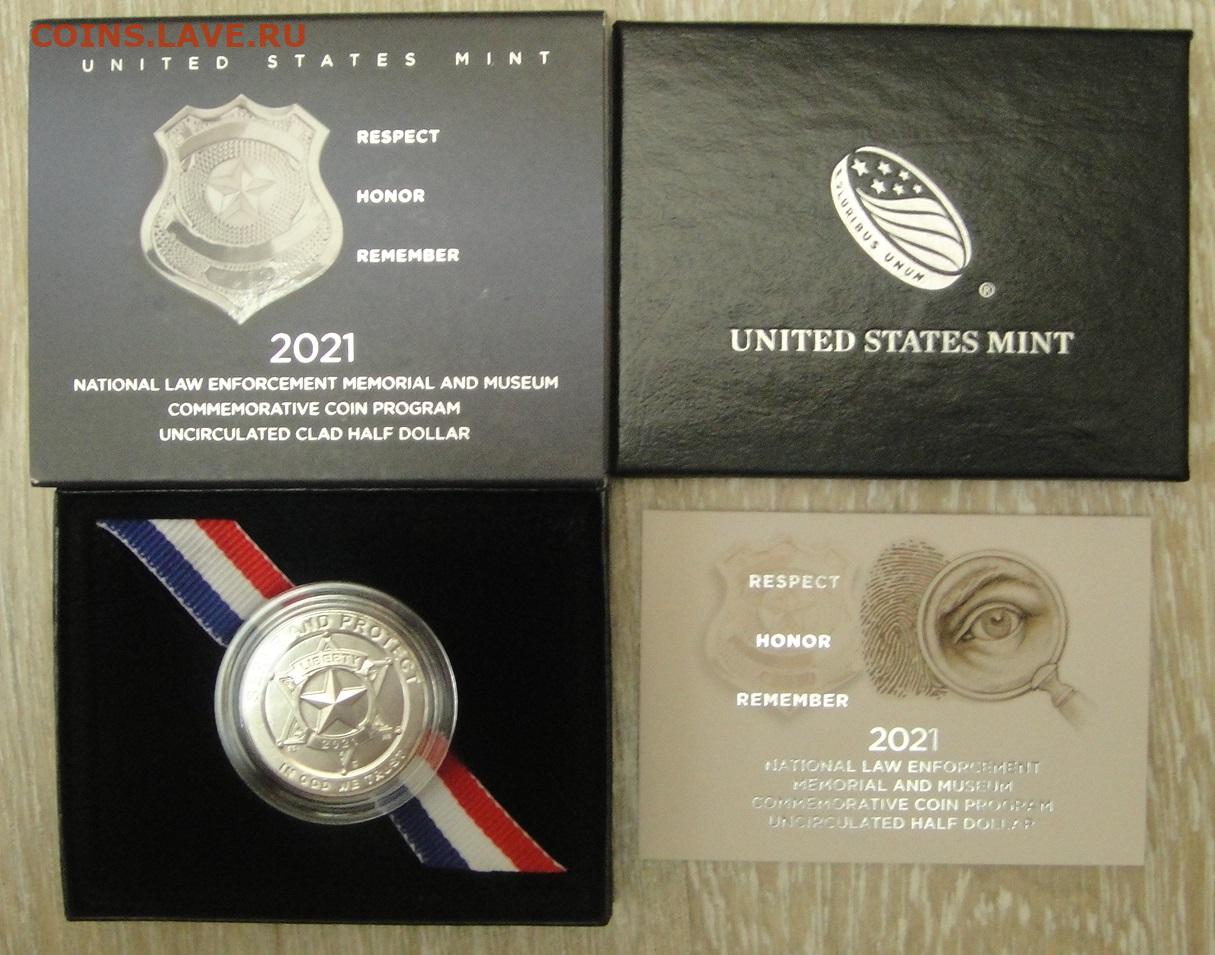 COINS.LAVE.RU
UNITED STATES MINT
RESPECT
HONOR
REMEMBER
2021
NATIONAL LAW ENFORCEMENT MEMORIAL AND MUSEUM
COMMEMORATIVE COIN PROGRAM
UNCIRCULATED CLAD HALF DOLLAR
PLURIBUS UNUM
®
UNITED STATES MINT
AND PROTECT
LIBERTY
2021
IN GOD WE TRUST
RESPECT
HONOR
REMEMBER
2021
NATIONAL LAW ENFORCEMENT
MEMORIAL AND MUSEUM
COMMEMORATIVE COIN PROGRAM
UNCIRCULATED HALF DOLLAR